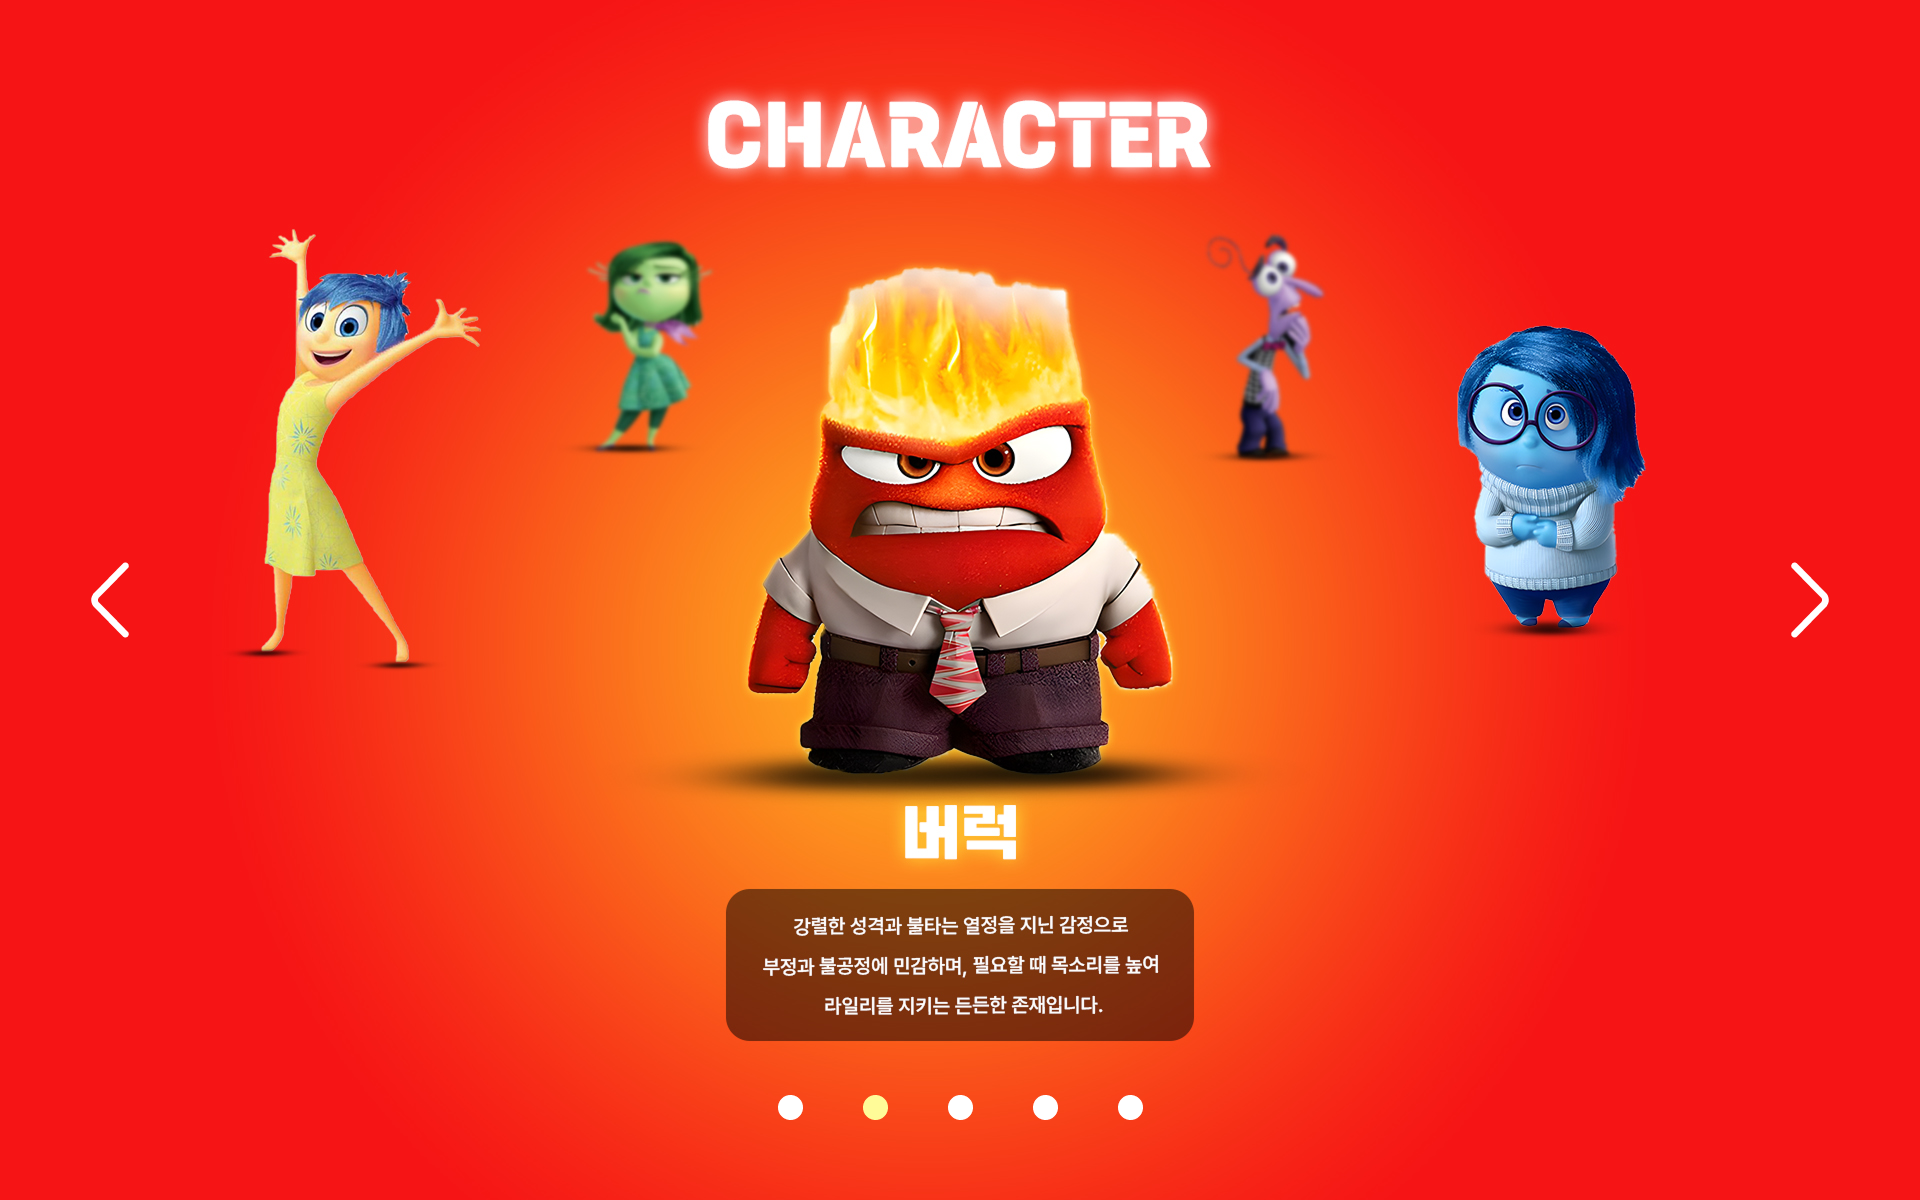 CHARACTER
버럭
강렬한 성격과 불타는 열정을 지닌 감정으로
부정과 불공정에 민감하며, 필요할 때 목소리를 높여
라일리를 지키는 든든한 존재입니다.